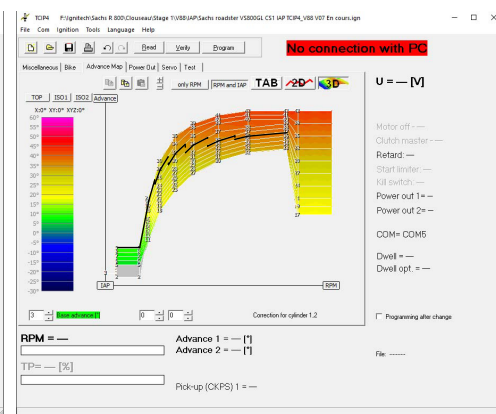 TCIP4 F:\Ignitech\Sachs R 800\Clouseau\Stage 1\V88\IAP\Sachs roadster VS800GL CS1 IAP TCIP4_V88 V07 En cours.ign
File Com Ignition Tools Language Help
Read Verify Program
No connection with PC
Miscellaneous Bike Advance Map Power Out Servo Test
only RPM RPM and IAP TAB 2D 3D
U = --- [V]
TOP ISO1 ISO2 Advance
X:0° XY:0° XYZ:0°
60°
55°
50°
45°
40°
35°
30°
25°
20°
15°
10°
5°
0°
-5°
-10°
-15°
-20°
-25°
-30°
IAP
RPM
Motor off - ---
Clutch master - ---
Retard: ---
Start limiter: ---
Kill switch: ---
Power out 1= --
Power out 2= --
COM= COM5
Dwell = ---
Dwell opt. = ---
3 Base advance [°] 0 0 Correction for cylinder 1,2
Programming after change
RPM = ---
Advance 1 = --- [°]
Advance 2 = --- [°]
TP= --- [%]
File: ------
Pick-up (CKPS) 1 = ---